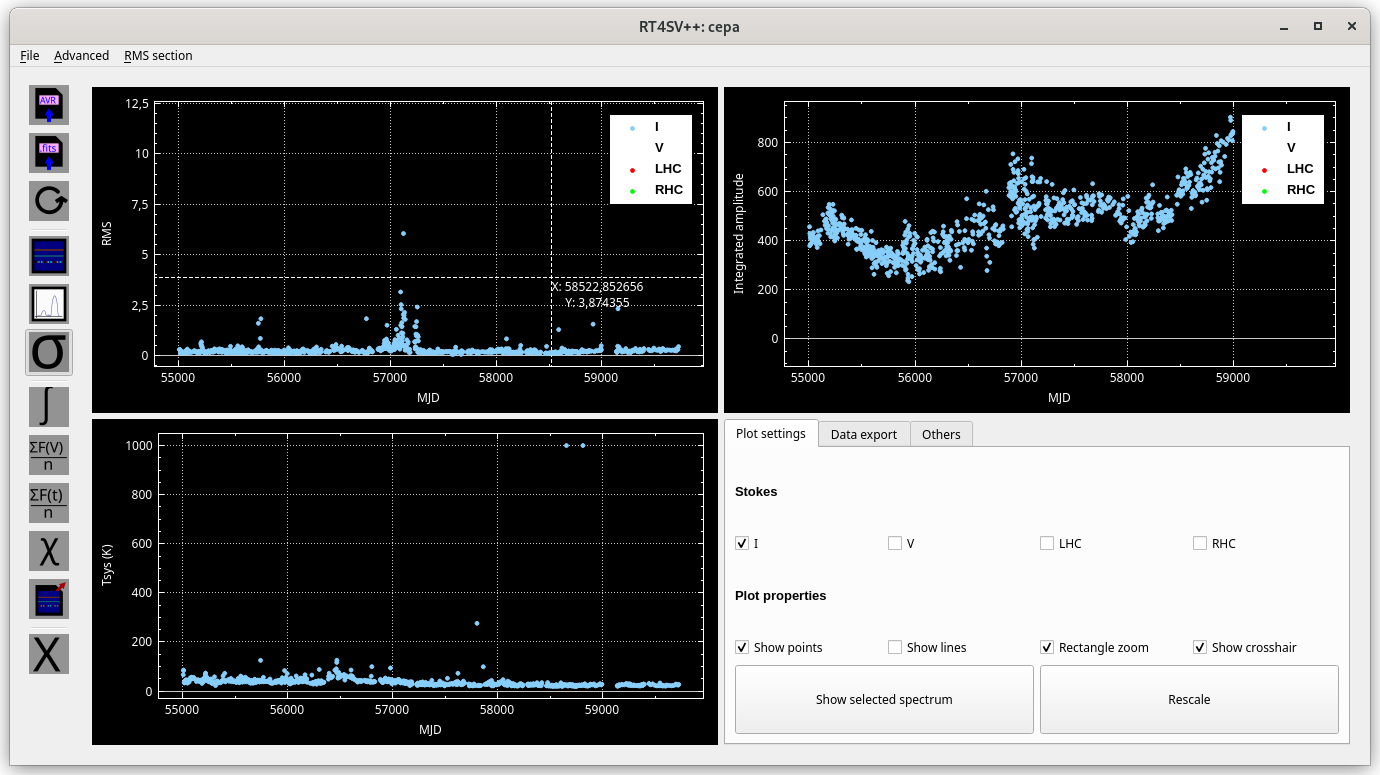 RT4SV++: cepa
File Advanced RMS section
AVR
.fits
σ
∫
ΣF(V)
n
ΣF(t)
n
χ
X
12,5
10
7,5
5
2,5
0
RMS
55000 56000 57000 58000 59000
MJD
I
V
LHC
RHC
X: 58522,852656
Y: 3,874355
800
600
400
200
0
Integrated amplitude
55000 56000 57000 58000 59000
MJD
I
V
LHC
RHC
1000
800
600
400
200
0
Tsys (K)
55000 56000 57000 58000 59000
MJD
Plot settings Data export Others
Stokes
I V LHC RHC
Plot properties
Show points Show lines Rectangle zoom Show crosshair
Show selected spectrum Rescale